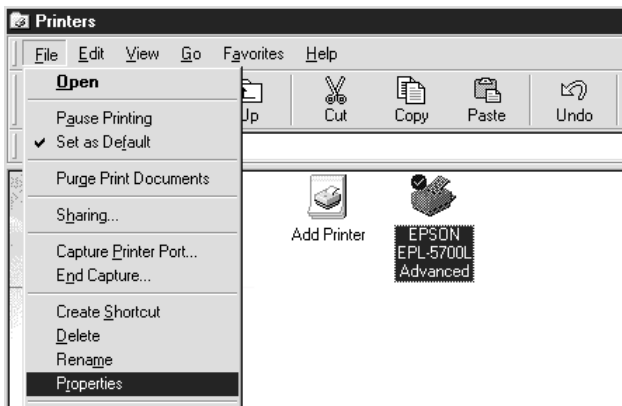 Printers
File Edit View Go Favorites Help
Up Cut Copy Paste Undo
Open
Pause Printing
Set as Default
Purge Print Documents
Sharing...
Capture Printer Port...
End Capture...
Create Shortcut
Delete
Rename
Properties
Add Printer
EPSON
EPL-5700L
Advanced